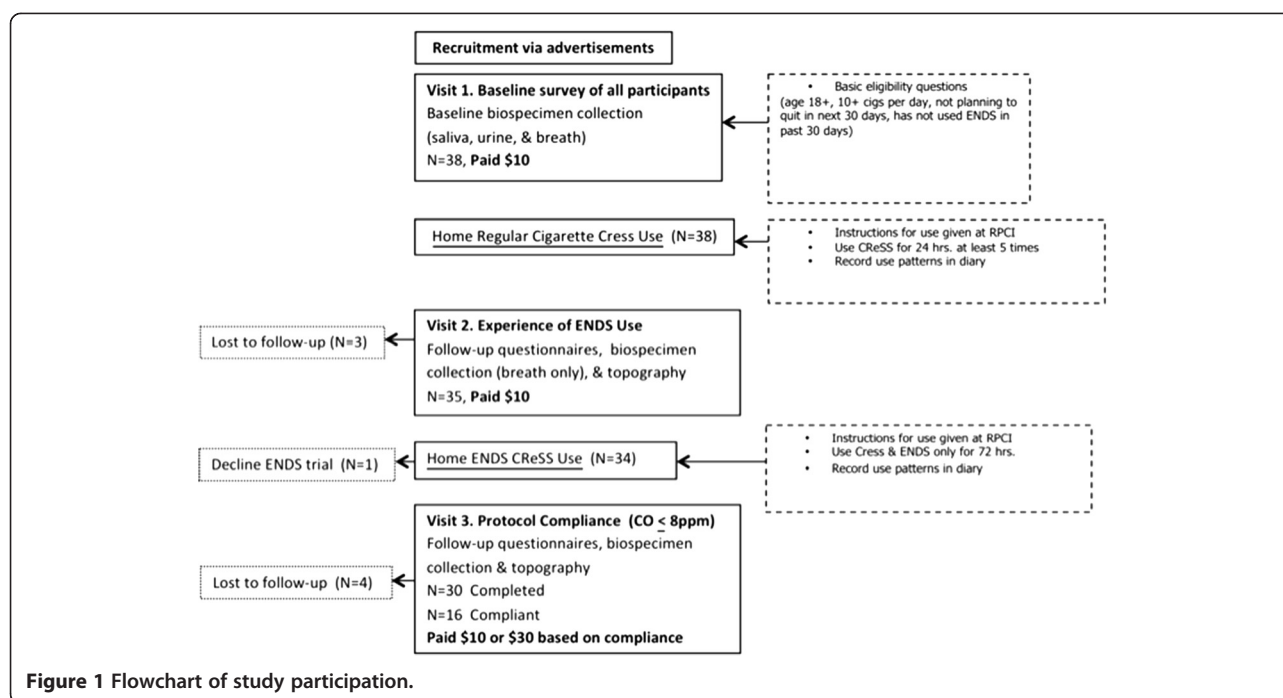 Recruitment via advertisements
Visit 1. Baseline survey of all participants
Baseline biospecimen collection
(saliva, urine, & breath)
N=38, Paid $10
• Basic eligibility questions
(age 18+, 10+ cigs per day, not planning to
quit in next 30 days, has not used ENDS in
past 30 days)
Home Regular Cigarette Cress Use (N=38)
• Instructions for use given at RPCI
• Use CReSS for 24 hrs. at least 5 times
• Record use patterns in diary
Lost to follow-up (N=3)
Visit 2. Experience of ENDS Use
Follow-up questionnaires, biospecimen
collection (breath only), & topography
N=35, Paid $10
Decline ENDS trial (N=1)
Home ENDS CReSS Use (N=34)
• Instructions for use given at RPCI
• Use Cress & ENDS only for 72 hrs.
• Record use patterns in diary
Lost to follow-up (N=4)
Visit 3. Protocol Compliance (CO ≤ 8ppm)
Follow-up questionnaires, biospecimen
collection & topography
N=30 Completed
N=16 Compliant
Paid $10 or $30 based on compliance
Figure 1 Flowchart of study participation.